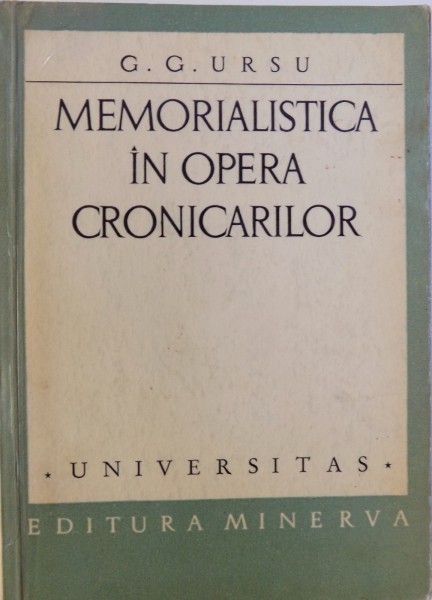 G. G. URSU
MEMORIALISTICA
ÎN OPERA
CRONICARILOR
* UNIVERSITAS *
EDITURA MINERVA